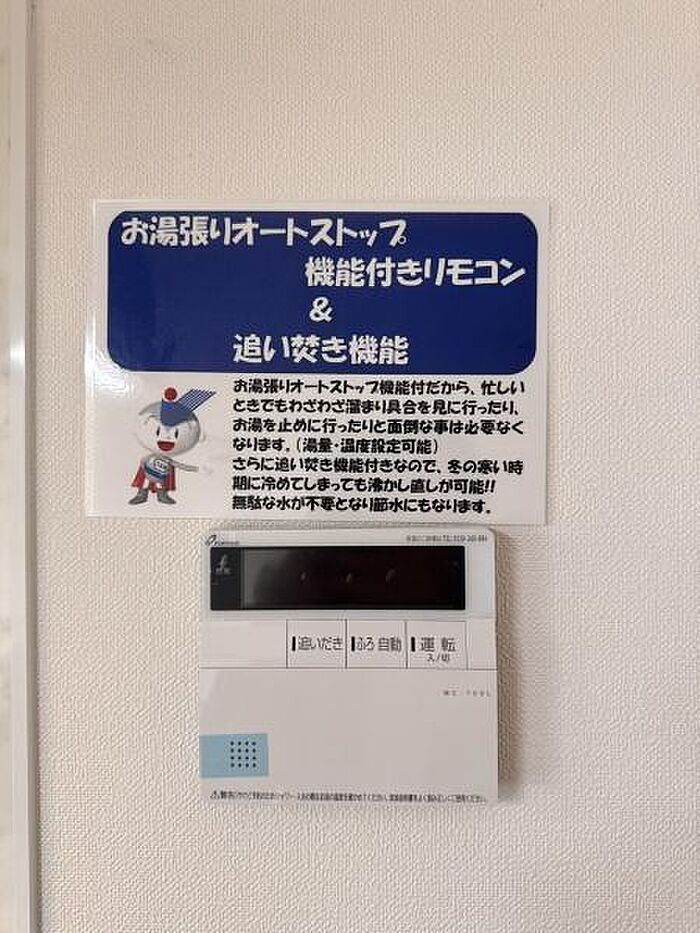 お湯張りオートストップ
機能付きリモコン
&
追い焚き機能
お湯張りオートストップ機能付だから、忙しい
ときでもわざわざ溜まり具合を見に行ったり、
お湯を止めに行ったりと面倒な事は必要なく
なります。(湯量・温度設定可能)
さらに追い焚き機能付きなので、冬の寒い時
期に冷めてしまっても沸かし直しが可能!!
無駄な水が不要となり節水にもなります。
追いだき
ふろ自動
運転
入/切